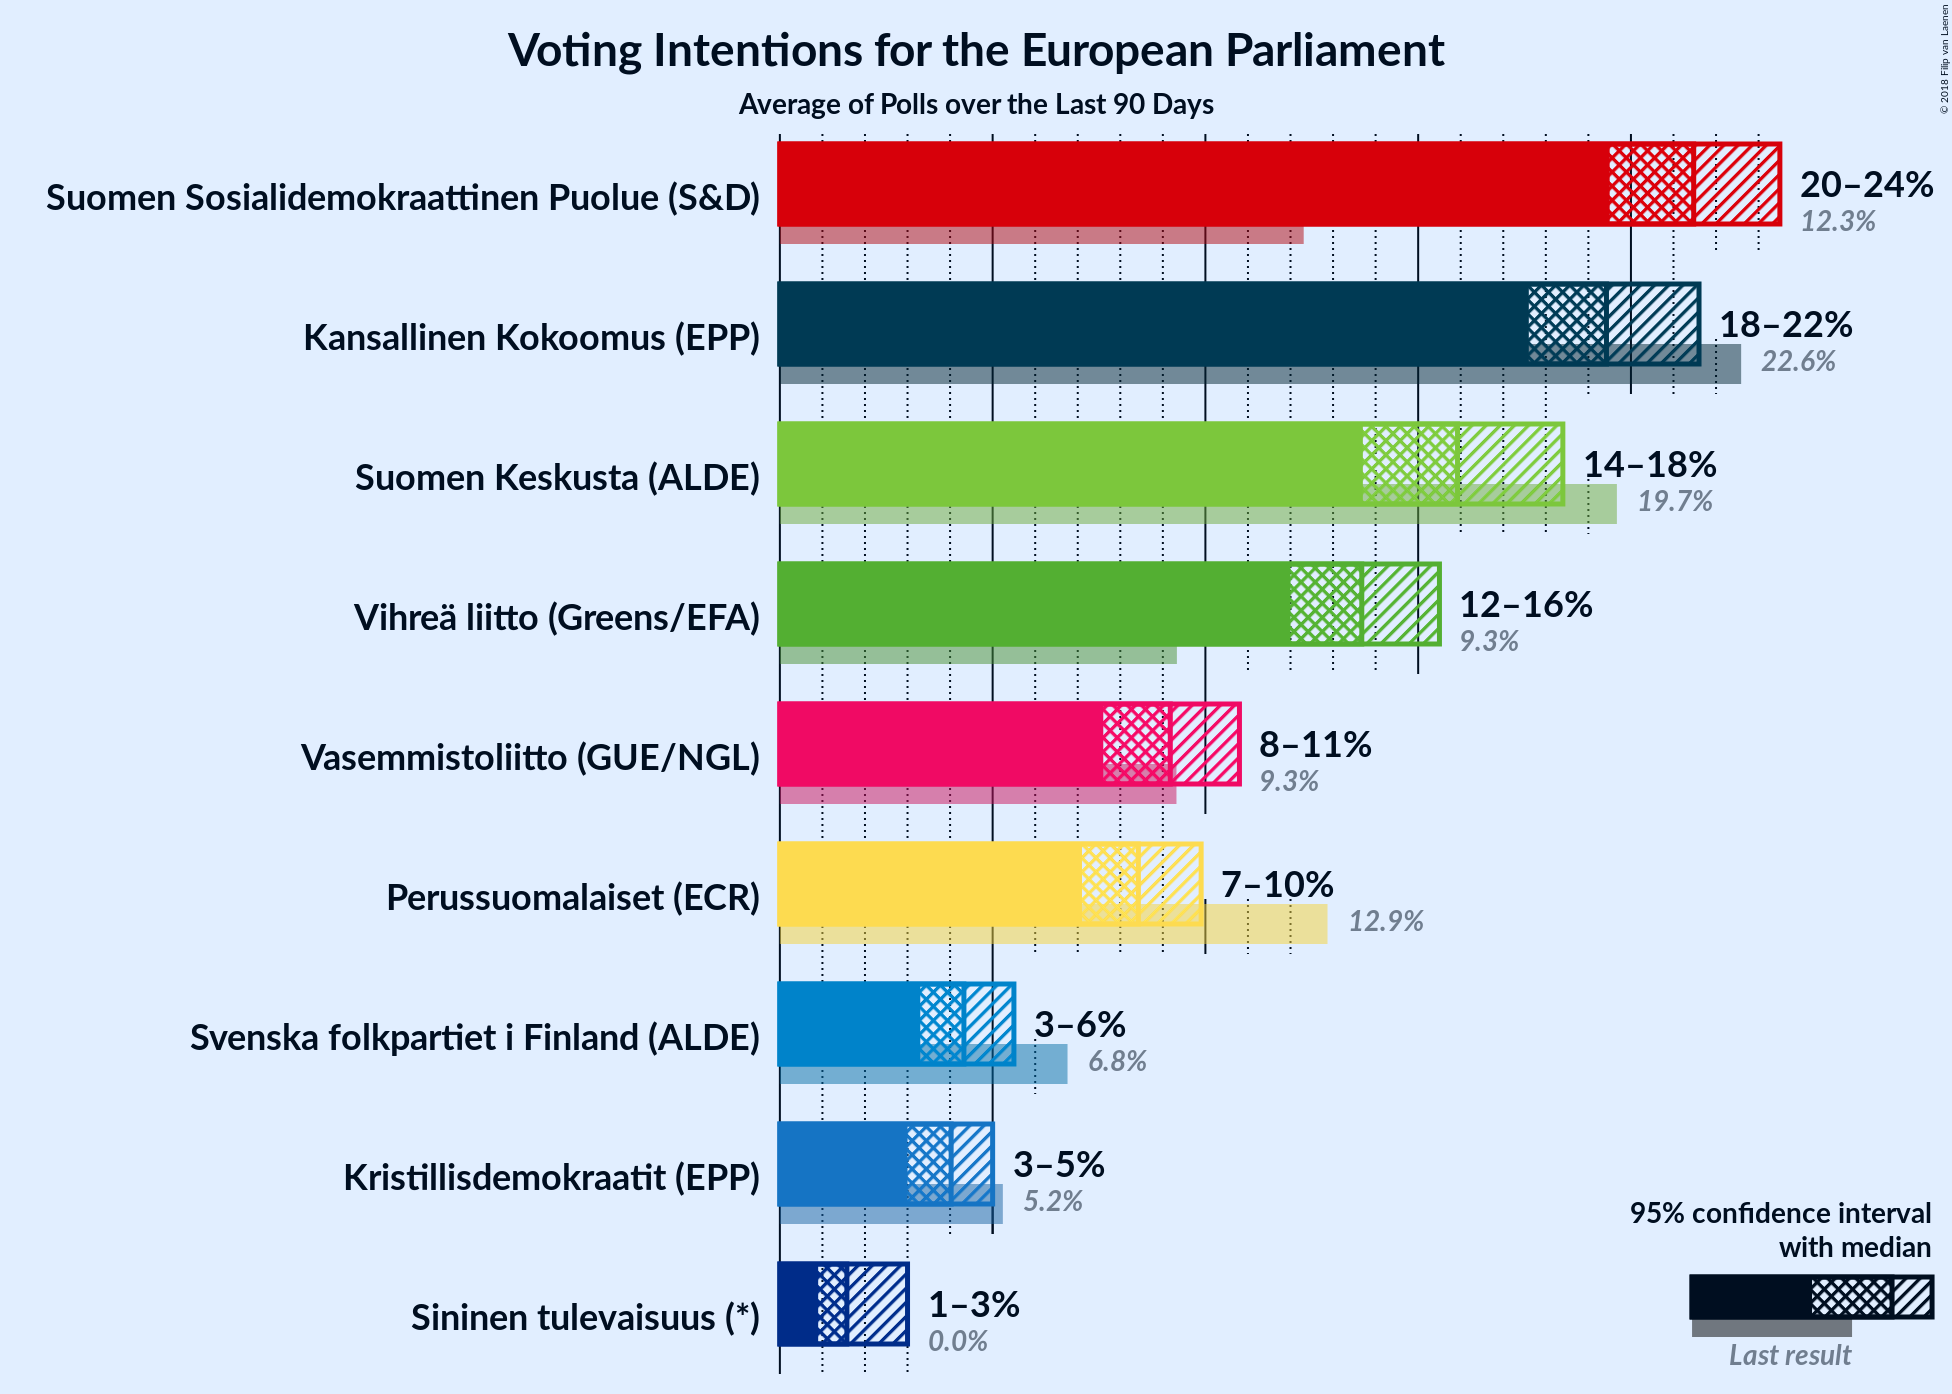 © 2018 Filip van Laenen
Voting Intentions for the European Parliament
Average of Polls over the Last 90 Days
Suomen Sosialidemokraattinen Puolue (S&D)
20–24%
12.3%
Kansallinen Kokoomus (EPP)
18–22%
22.6%
Suomen Keskusta (ALDE)
14–18%
19.7%
Vihreä liitto (Greens/EFA)
12–16%
9.3%
Vasemmistoliitto (GUE/NGL)
8–11%
9.3%
Perussuomalaiset (ECR)
7–10%
12.9%
Svenska folkpartiet i Finland (ALDE)
3–6%
6.8%
Kristillisdemokraatit (EPP)
3–5%
5.2%
Sininen tulevaisuus (*)
1–3%
0.0%
95% confidence interval
with median
Last result